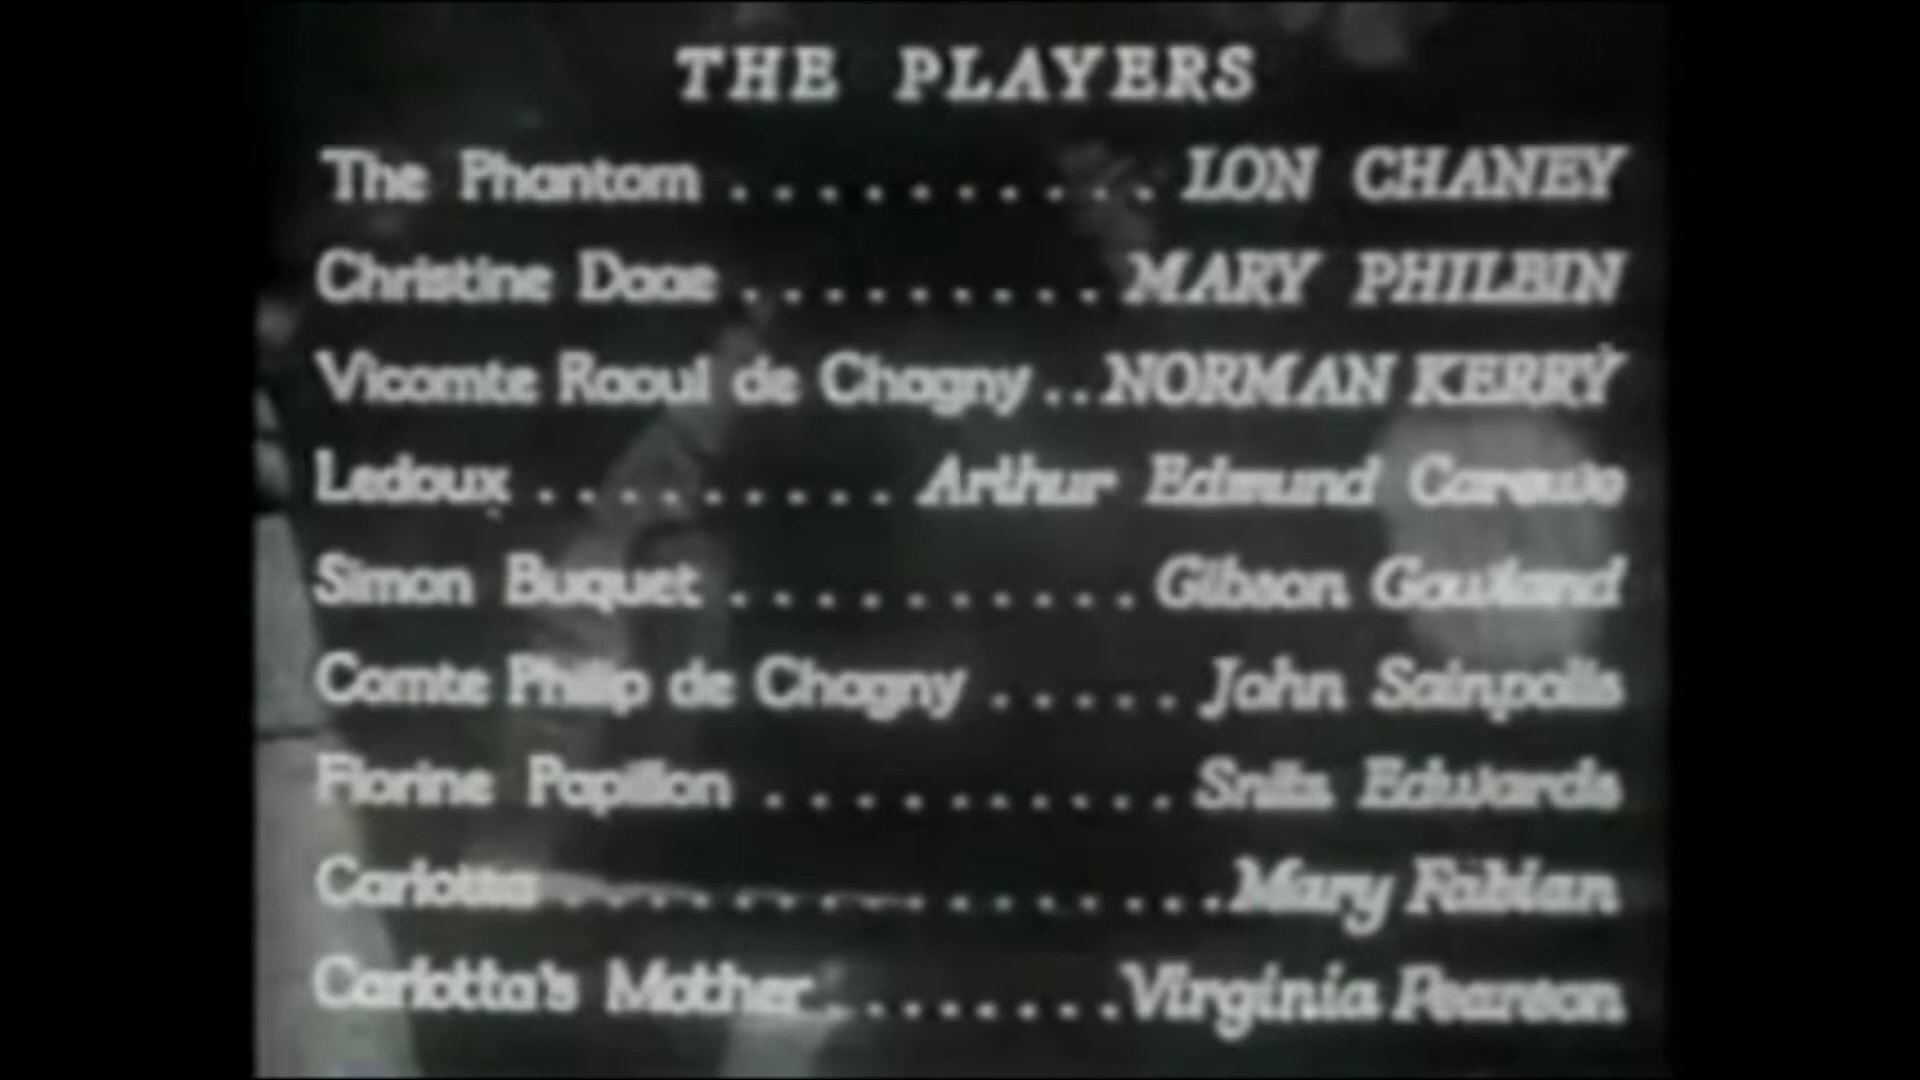 THE PLAYERS
The Phantom .......... LON CHANEY
Christine Daae ......... MARY PHILBIN
Vicomte Raoul de Chagny .. NORMAN KERRY
Ledoux ......... Arthur Edmund Carewe
Simon Buquet .......... Gibson Gowland
Comte Philip de Chagny ..... John Sainpolis
Florine Papillon .......... Snitz Edwards
Carlotta ................ Mary Fabian
Carlotta's Mother ........ Virginia Pearson